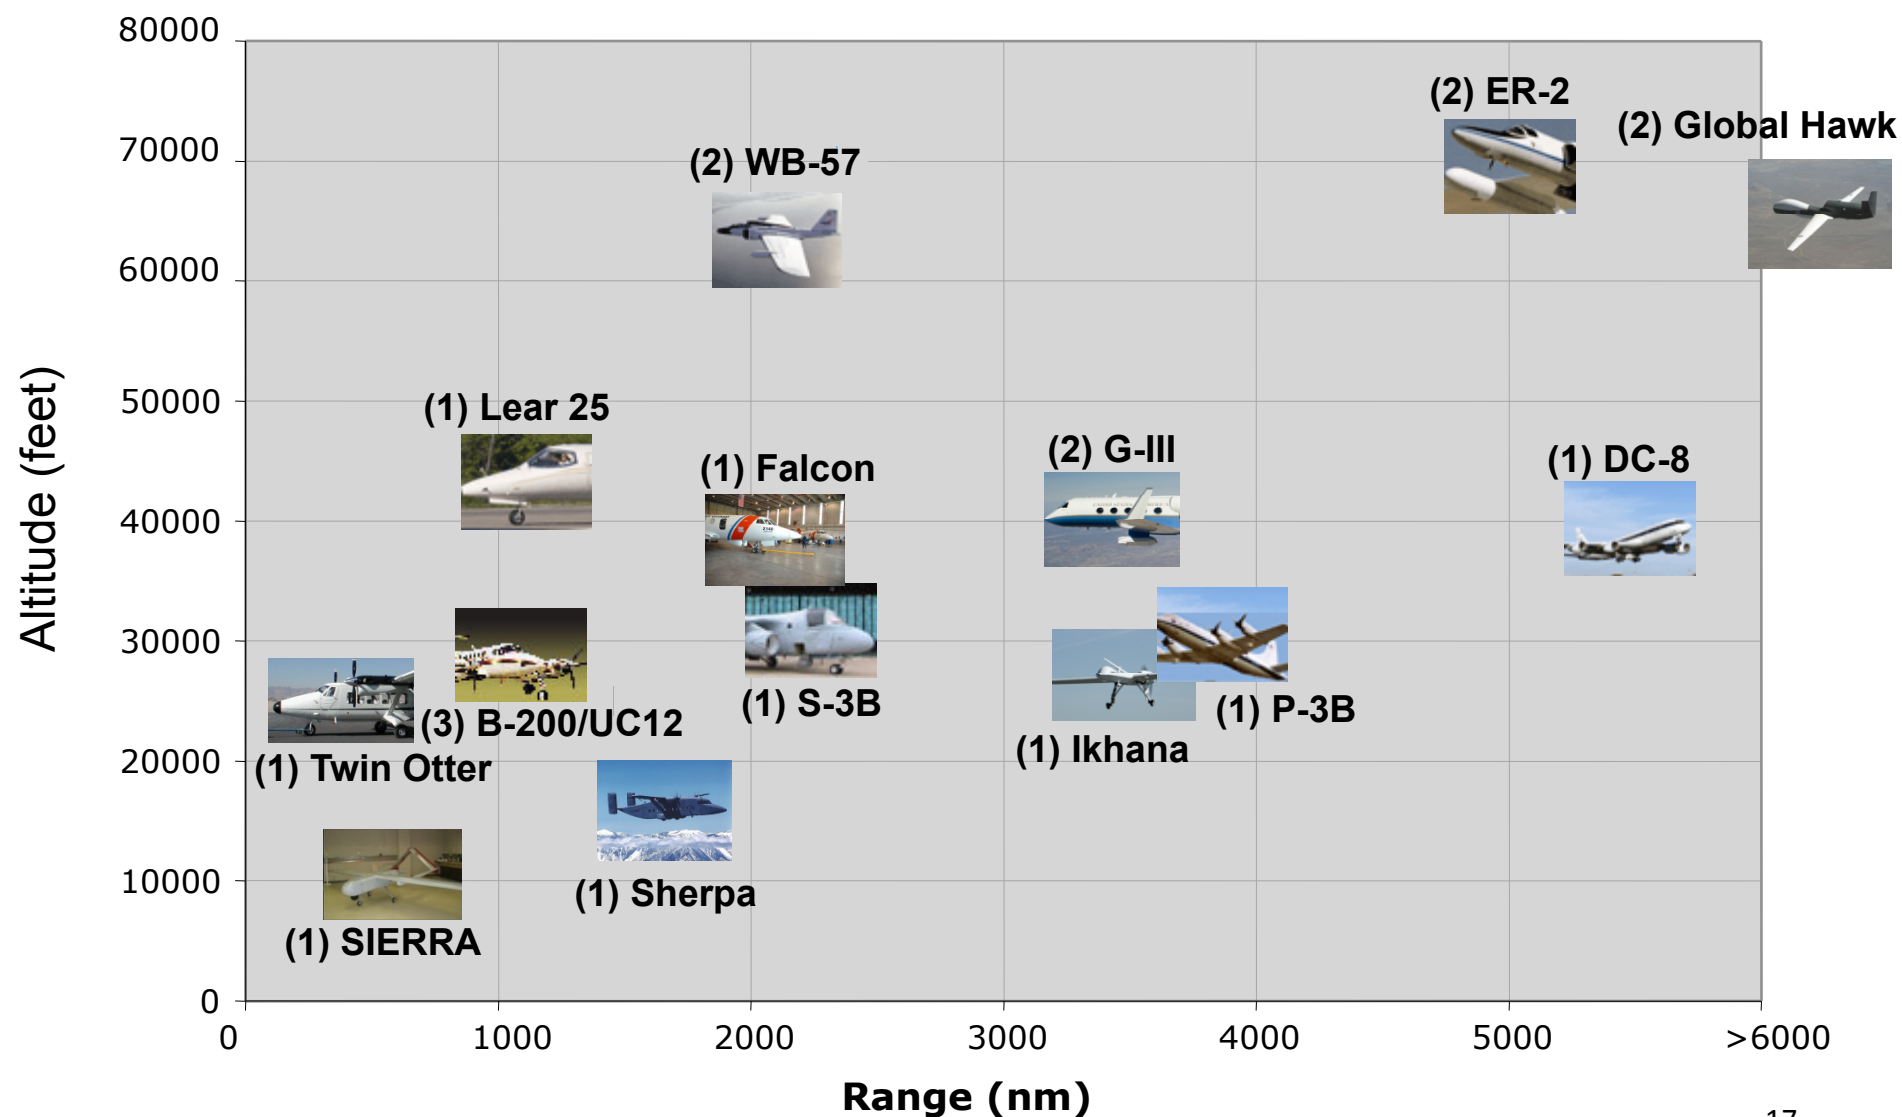 80000
(2) ER-2
(2) Global Hawk
70000
(2) WB-57
60000
50000
(1) Lear 25
(2) G-III
(1) DC-8
(1) Falcon
40000
Altitude (feet)
30000
(1) S-3B
(1) P-3B
(3) B-200/UC12
(1) Ikhana
20000
(1) Twin Otter
10000
(1) Sherpa
(1) SIERRA
0
0 1000 2000 3000 4000 5000 >6000
Range (nm)
17